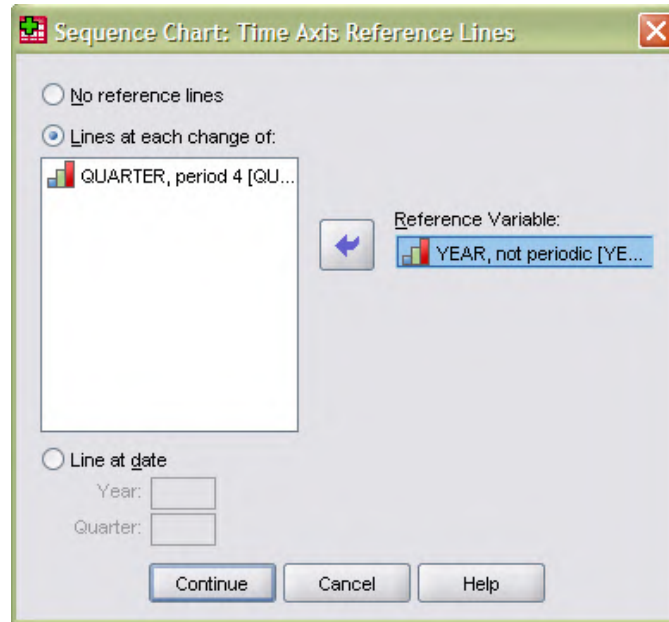 Sequence Chart: Time Axis Reference Lines
No reference lines
Lines at each change of:
QUARTER, period 4 [QU...
Reference Variable:
YEAR, not periodic [YE...
Line at date
Year:
Quarter:
Continue
Cancel
Help